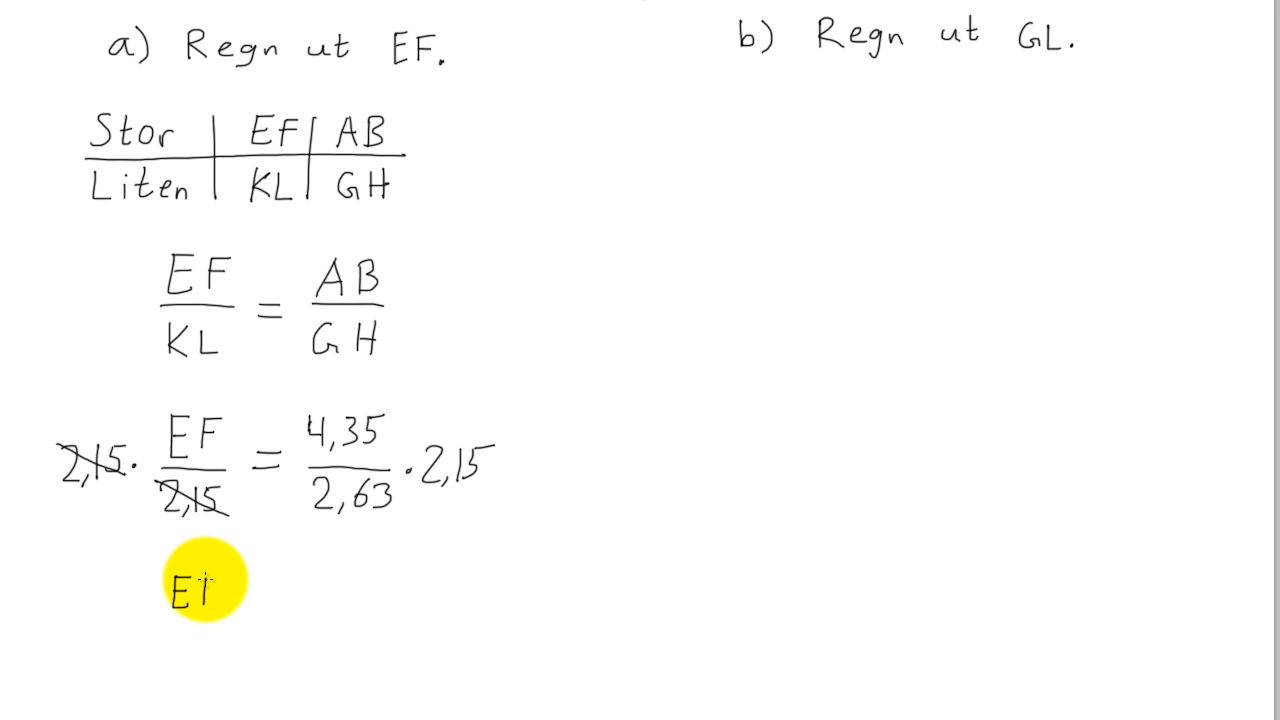 a) Regn ut EF.
Stor | EF | AB
Liten | KL | GH
EF/KL = AB/GH
2,15 · EF/2,15 = 4,35/2,63 · 2,15
E
b) Regn ut GL.